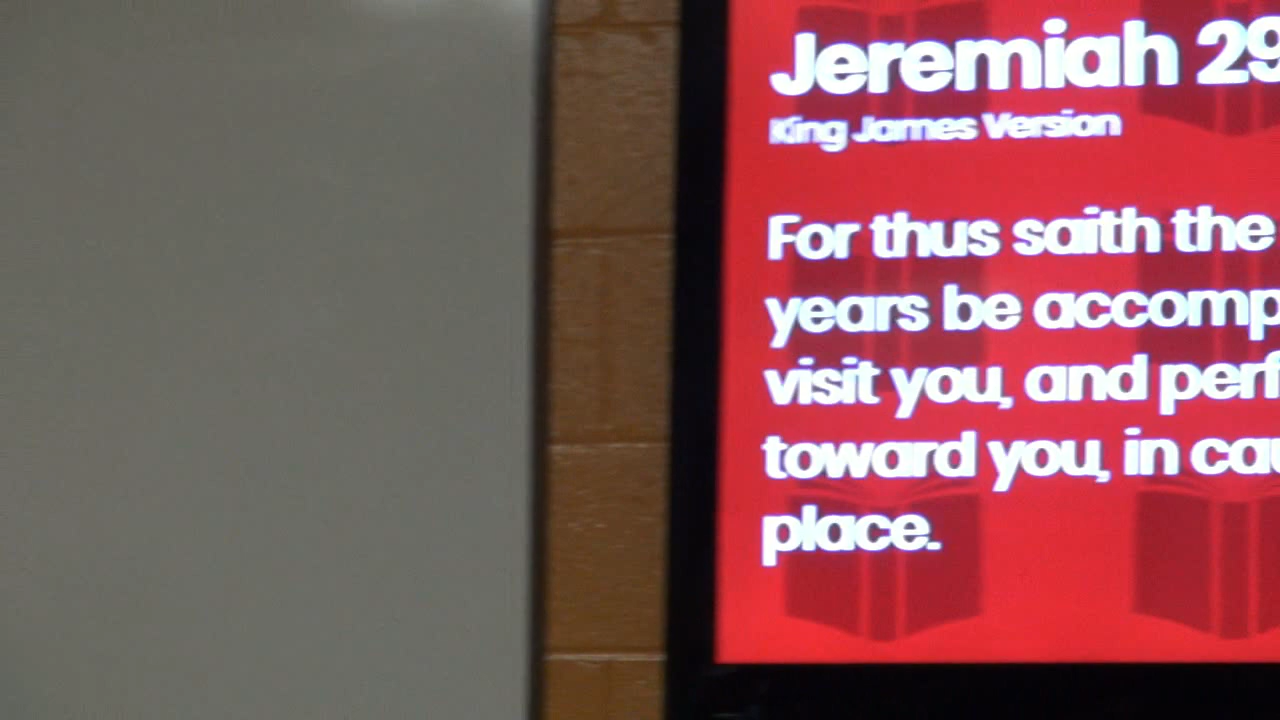 Jeremiah 29
King James Version
For thus saith the
years be accomp
visit you, and perf
toward you, in cau
place.